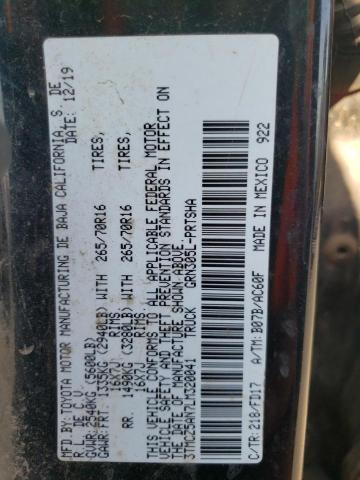 MFD.BY:TOYOTA MOTOR MANUFACTURING DE BAJA CALIFORNIA, S. DE
R. L. DE C.V. DATE: 12/19
GVWR:2540KG (5600LB)
GAWR:FRT. 1335KG (2940LB) WITH 265/70R16 TIRES,
16X7J RIMS,
RR. 1490KG (3280LB) WITH 265/70R16 TIRES,
16X7J RIMS,
THIS VEHICLE CONFORMS TO ALL APPLICABLE FEDERAL MOTOR
VEHICLE SAFETY AND THEFT PREVENTION STANDARDS IN EFFECT ON
THE DATE OF MANUFACTURE SHOWN ABOVE.
3TMCZ5AN7LM320041 TRUCK GRN305L-PRTSHA
C/TR:218/FD17 A/TM:B07B/AC60F MADE IN MEXICO 922